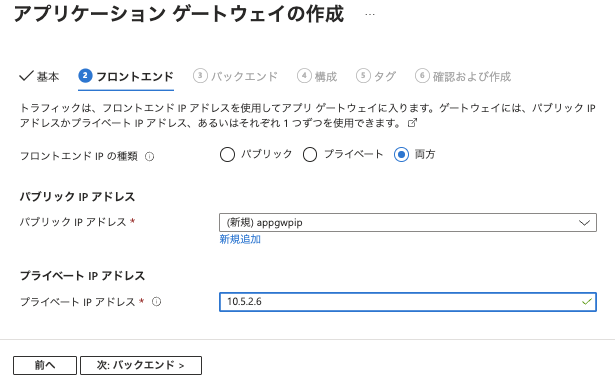 アプリケーション ゲートウェイの作成 …
基本 2 フロントエンド 3 バックエンド 4 構成 5 タグ 6 確認および作成
トラフィックは、フロントエンド IP アドレスを使用してアプリ ゲートウェイに入ります。ゲートウェイには、パブリック IP
アドレスかプライベート IP アドレス、あるいはそれぞれ 1 つずつを使用できます。
フロントエンド IP の種類 パブリック プライベート 両方
パブリック IP アドレス
パブリック IP アドレス * (新規) appgwpip
新規追加
プライベート IP アドレス
プライベート IP アドレス * 10.5.2.6
前へ 次: バックエンド >